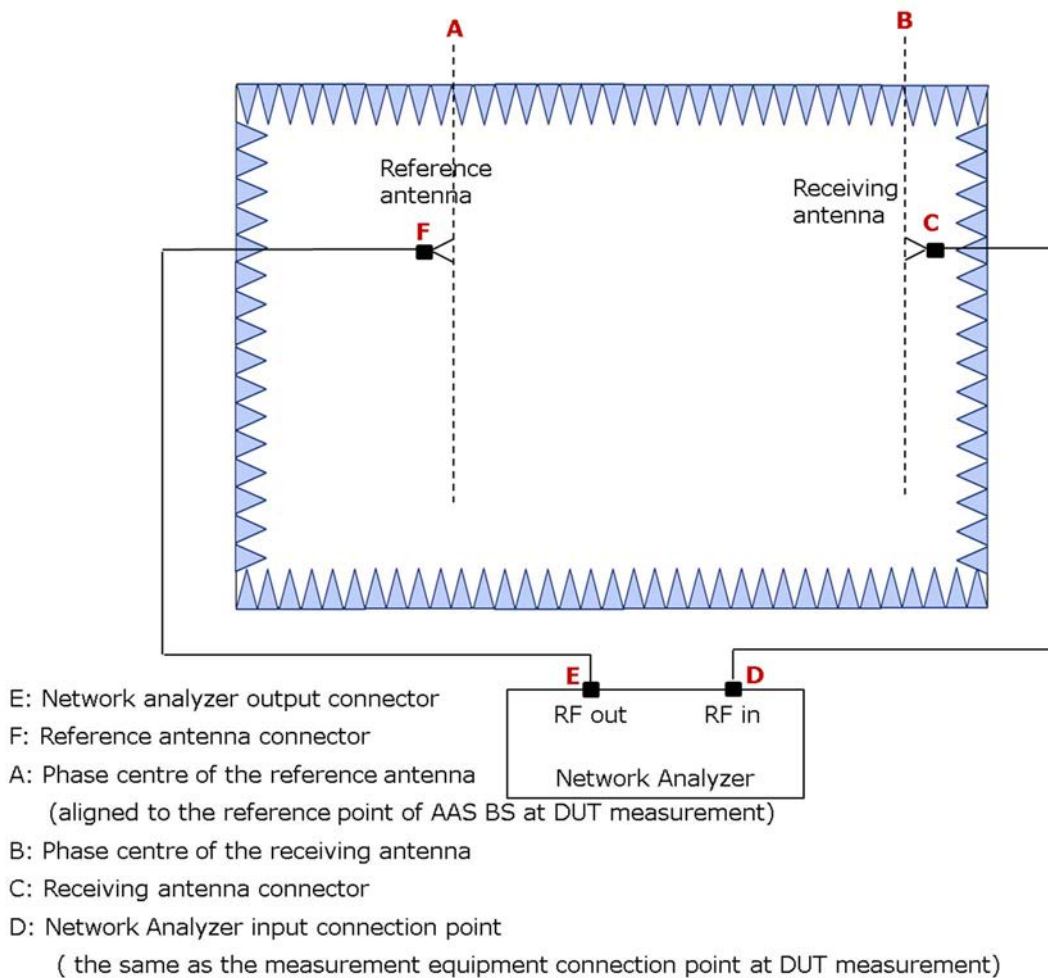 A
B
Reference
antenna
Receiving
antenna
F
C
E
D
RF out
RF in
Network Analyzer
E: Network analyzer output connector
F: Reference antenna connector
A: Phase centre of the reference antenna
(aligned to the reference point of AAS BS at DUT measurement)
B: Phase centre of the receiving antenna
C: Receiving antenna connector
D: Network Analyzer input connection point
( the same as the measurement equipment connection point at DUT measurement)